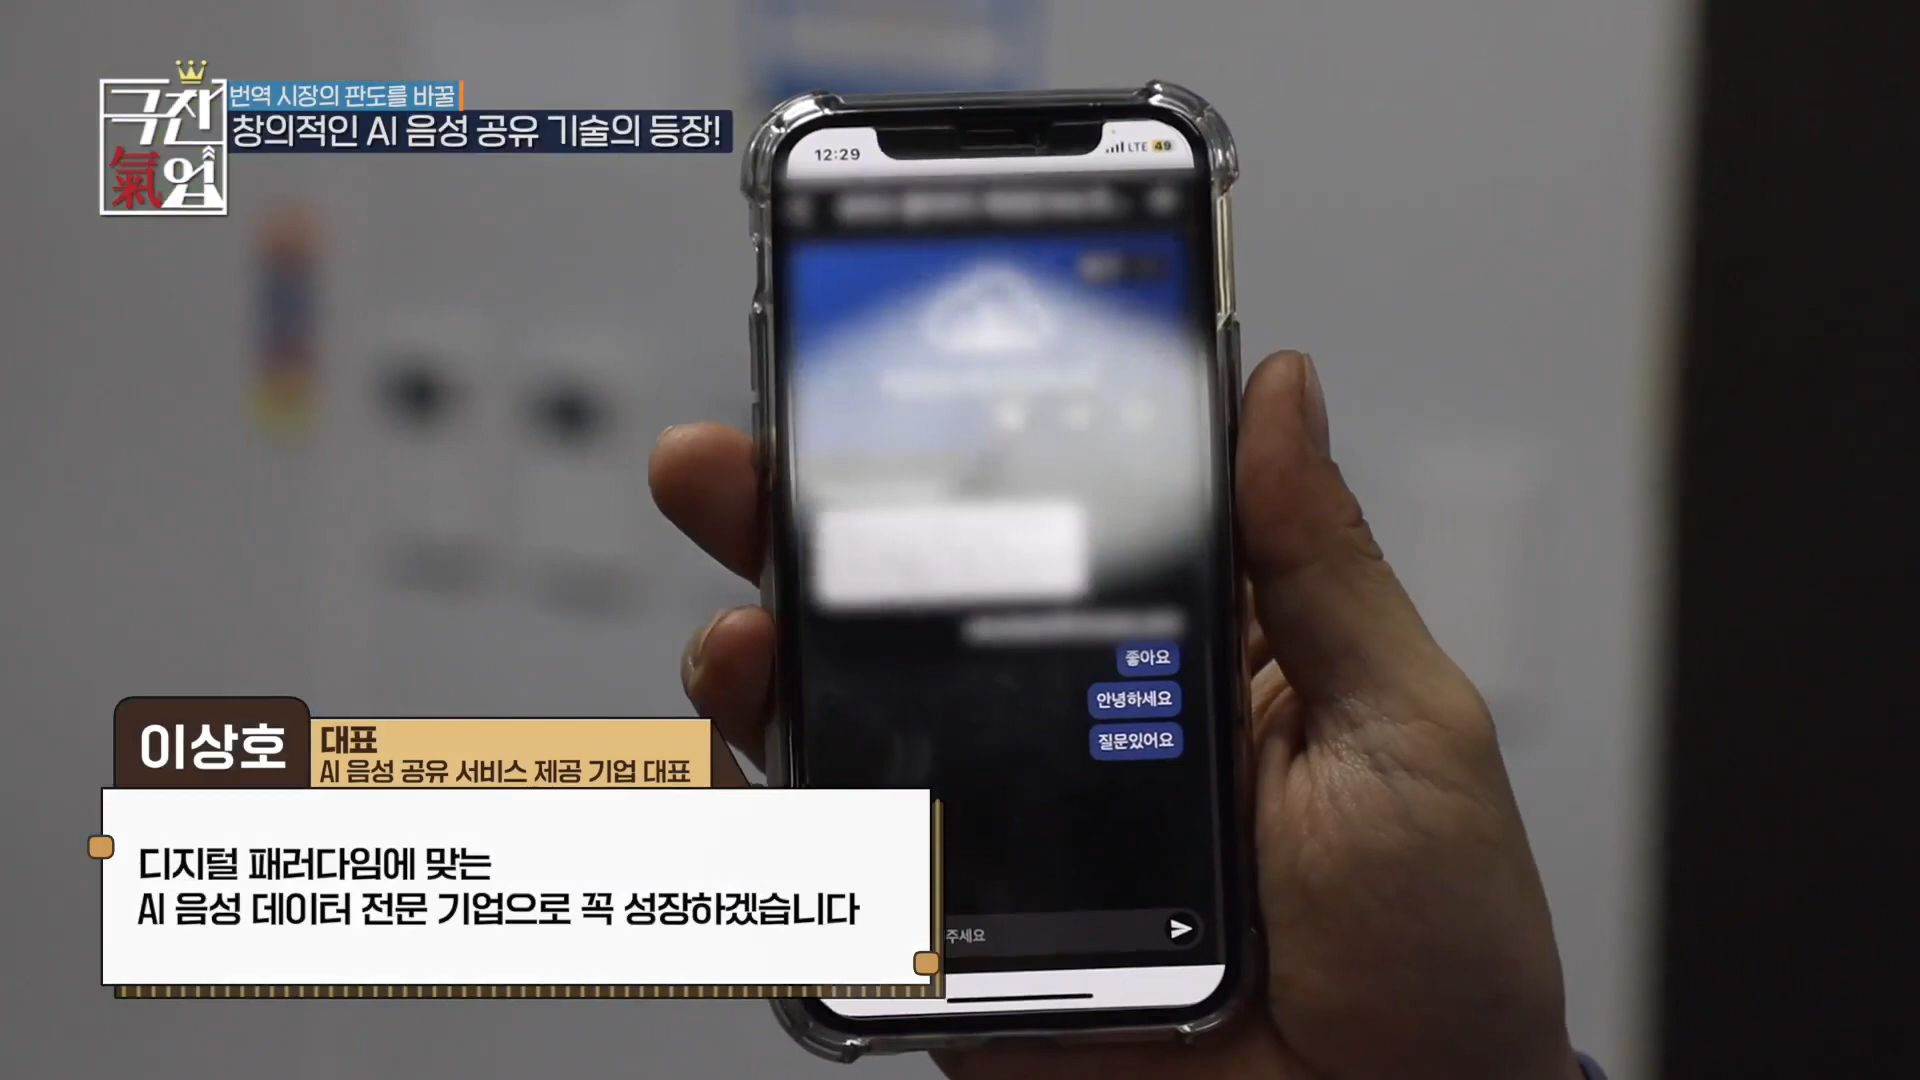 극찬
氣업
번역 시장의 판도를 바꿀
창의적인 AI 음성 공유 기술의 등장!
12:29
LTE 49
좋아요
안녕하세요
질문있어요
주세요
이상호
대표
AI 음성 공유 서비스 제공 기업 대표
디지털 패러다임에 맞는
AI 음성 데이터 전문 기업으로 꼭 성장하겠습니다